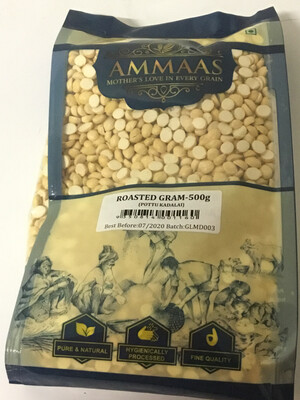 AMMAAS
MOTHER'S LOVE IN EVERY GRAIN
ROASTED GRAM-500g
(POTTU KADALAI)
Best Before:07/2020 Batch:GLMD003
PURE & NATURAL
HYGIENICALLY
PROCESSED
FINE QUALITY